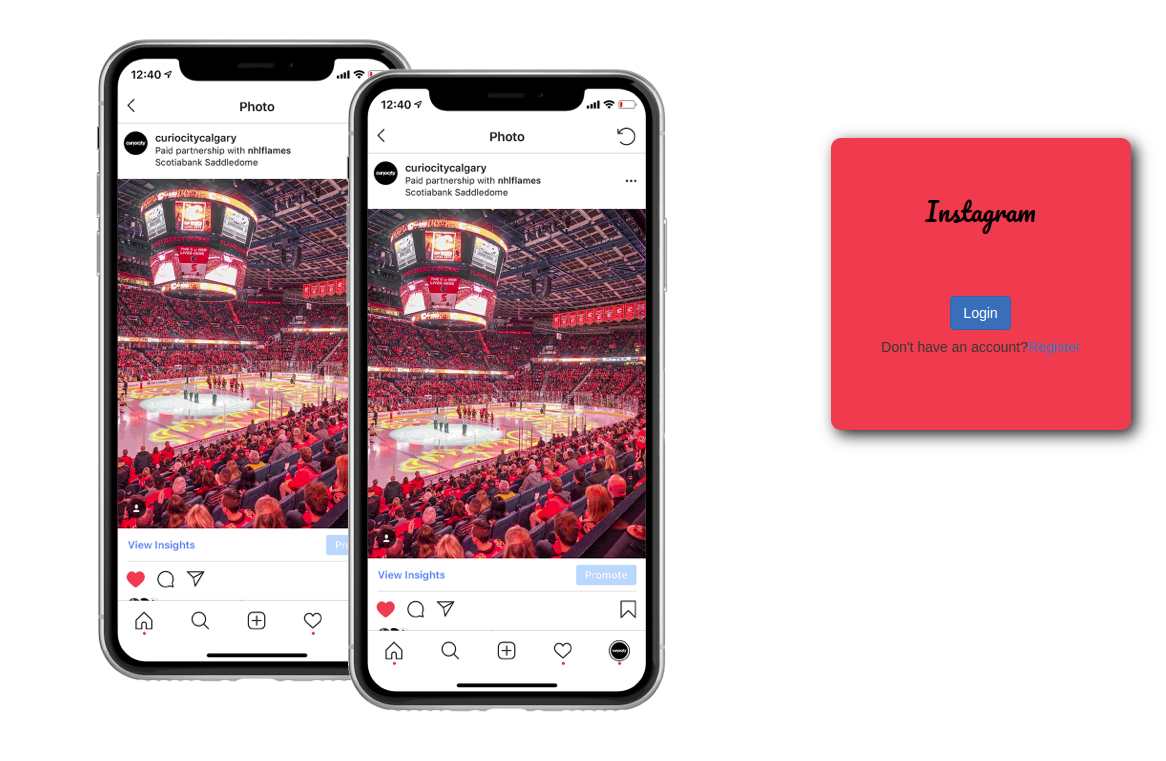 12:40
Photo
curiocitycalgary
Paid partnership with nhlflames
Scotiabank Saddledome
View Insights
Pr
12:40
Photo
curiocitycalgary
Paid partnership with nhlflames
Scotiabank Saddledome
View Insights
Promote
Instagram
Login
Don't have an account?Register